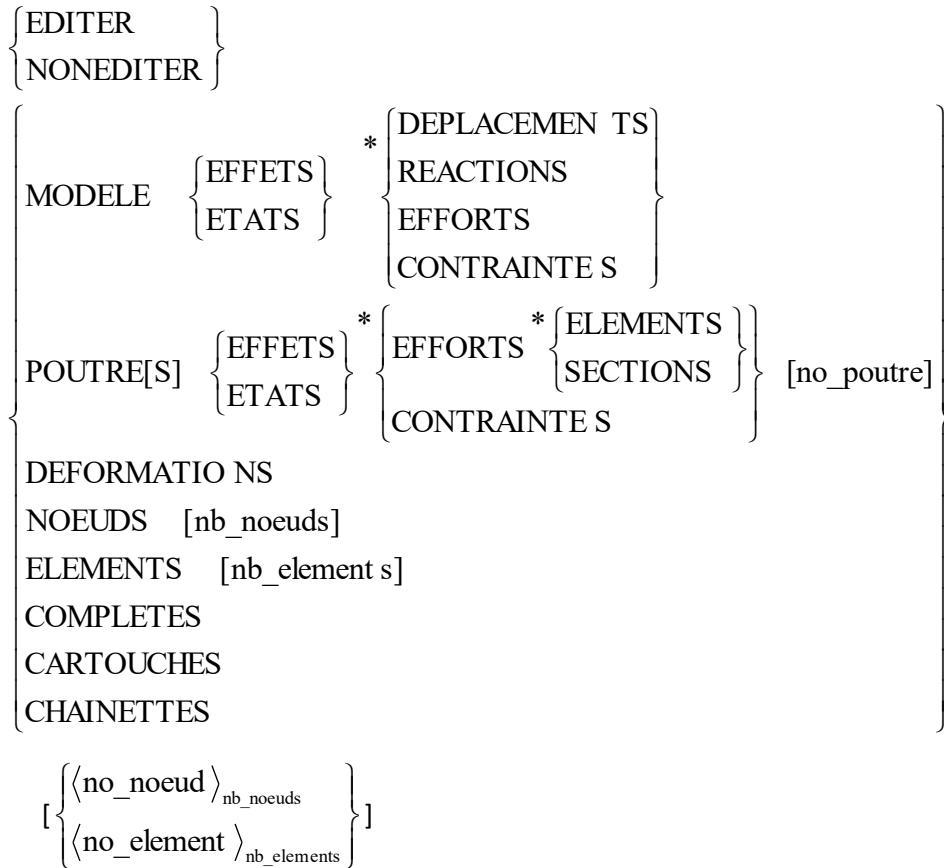 EDITER
NONEDITER
MODELE {EFFETS ETATS} * {DEPLACEMEN TS REACTIONS EFFORTS CONTRAINTE S}
POUTRE[S] {EFFETS ETATS} * {EFFORTS * {ELEMENTS SECTIONS} CONTRAINTE S} [no_poutre]
DEFORMATIO NS
NOEUDS [nb_noeuds]
ELEMENTS [nb_element s]
COMPLETES
CARTOUCHES
CHAINETTES
[{⟨no_noeud⟩nb_noeuds
⟨no_element⟩nb_elements}]